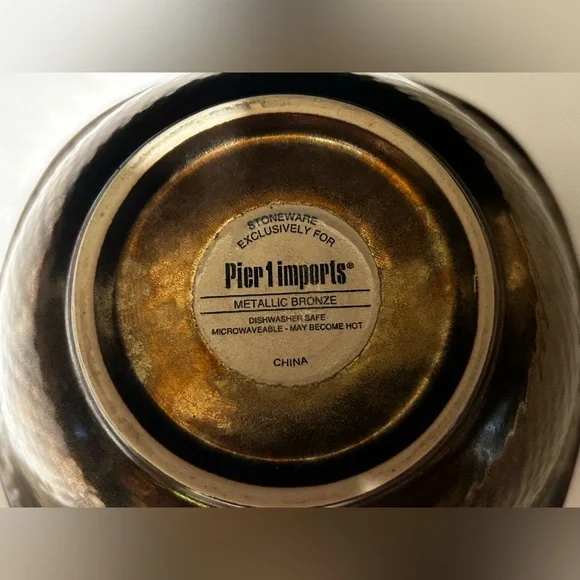 STONEWARE
EXCLUSIVELY FOR
Pier 1 imports®
METALLIC BRONZE
DISHWASHER SAFE
MICROWAVEABLE - MAY BECOME HOT
CHINA